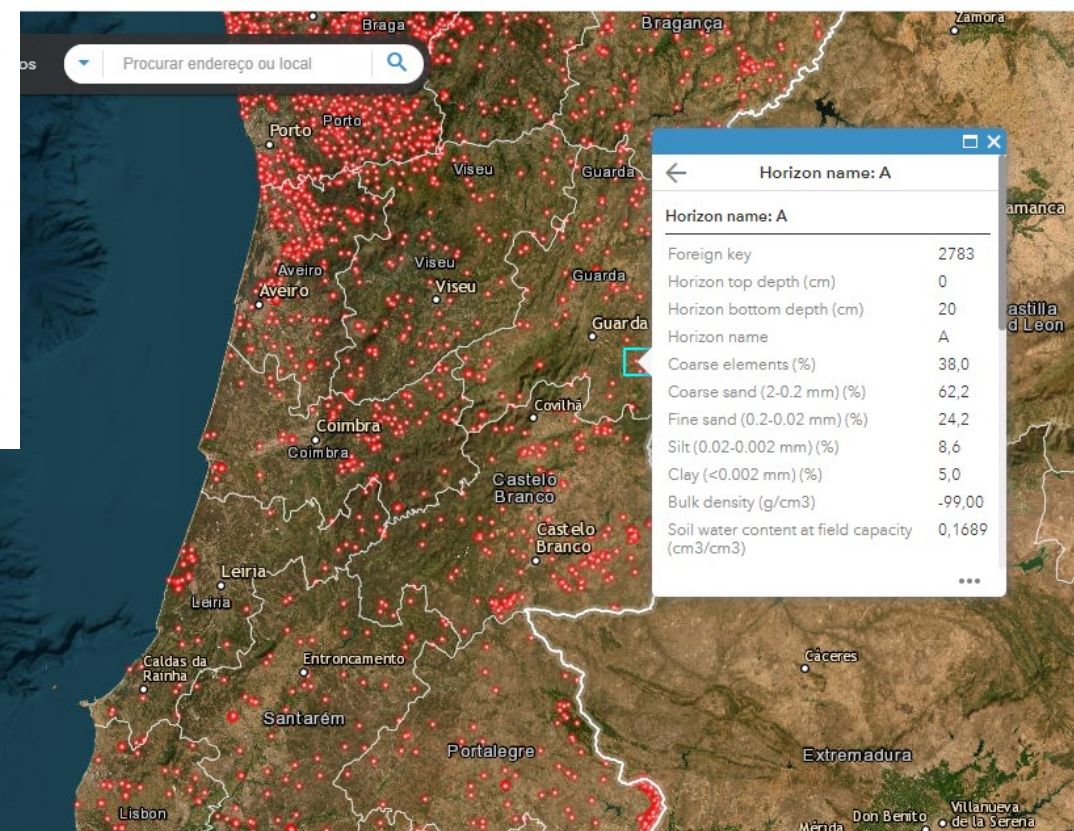 Braga
Bragança
Zamora
os
Procurar endereço ou local
Porto
Porto
Viseu
Guarda
Horizon name: A
Horizon name: A
Foreign key 2783
Horizon top depth (cm) 0
Horizon bottom depth (cm) 20
Horizon name A
Coarse elements (%) 38,0
Coarse sand (2-0.2 mm) (%) 62,2
Fine sand (0.2-0.02 mm) (%) 24,2
Silt (0.02-0.002 mm) (%) 8,6
Clay (<0.002 mm) (%) 5,0
Bulk density (g/cm3) -99,00
Soil water content at field capacity 0,1689
(cm3/cm3)
amanca
astilla
d Leon
Aveiro
Viseu
Guarda
Aveiro
Viseu
Guarda
Covilhã
Coimbra
Coimbra
Castelo
Branco
Castelo
Branco
Leiria
Leiria
Caldas da
Rainha
Entroncamento
Cáceres
Santarém
Portalegre
Extremadura
Lisbon
Mérida
Don Benito
Villanueva
de la Serena